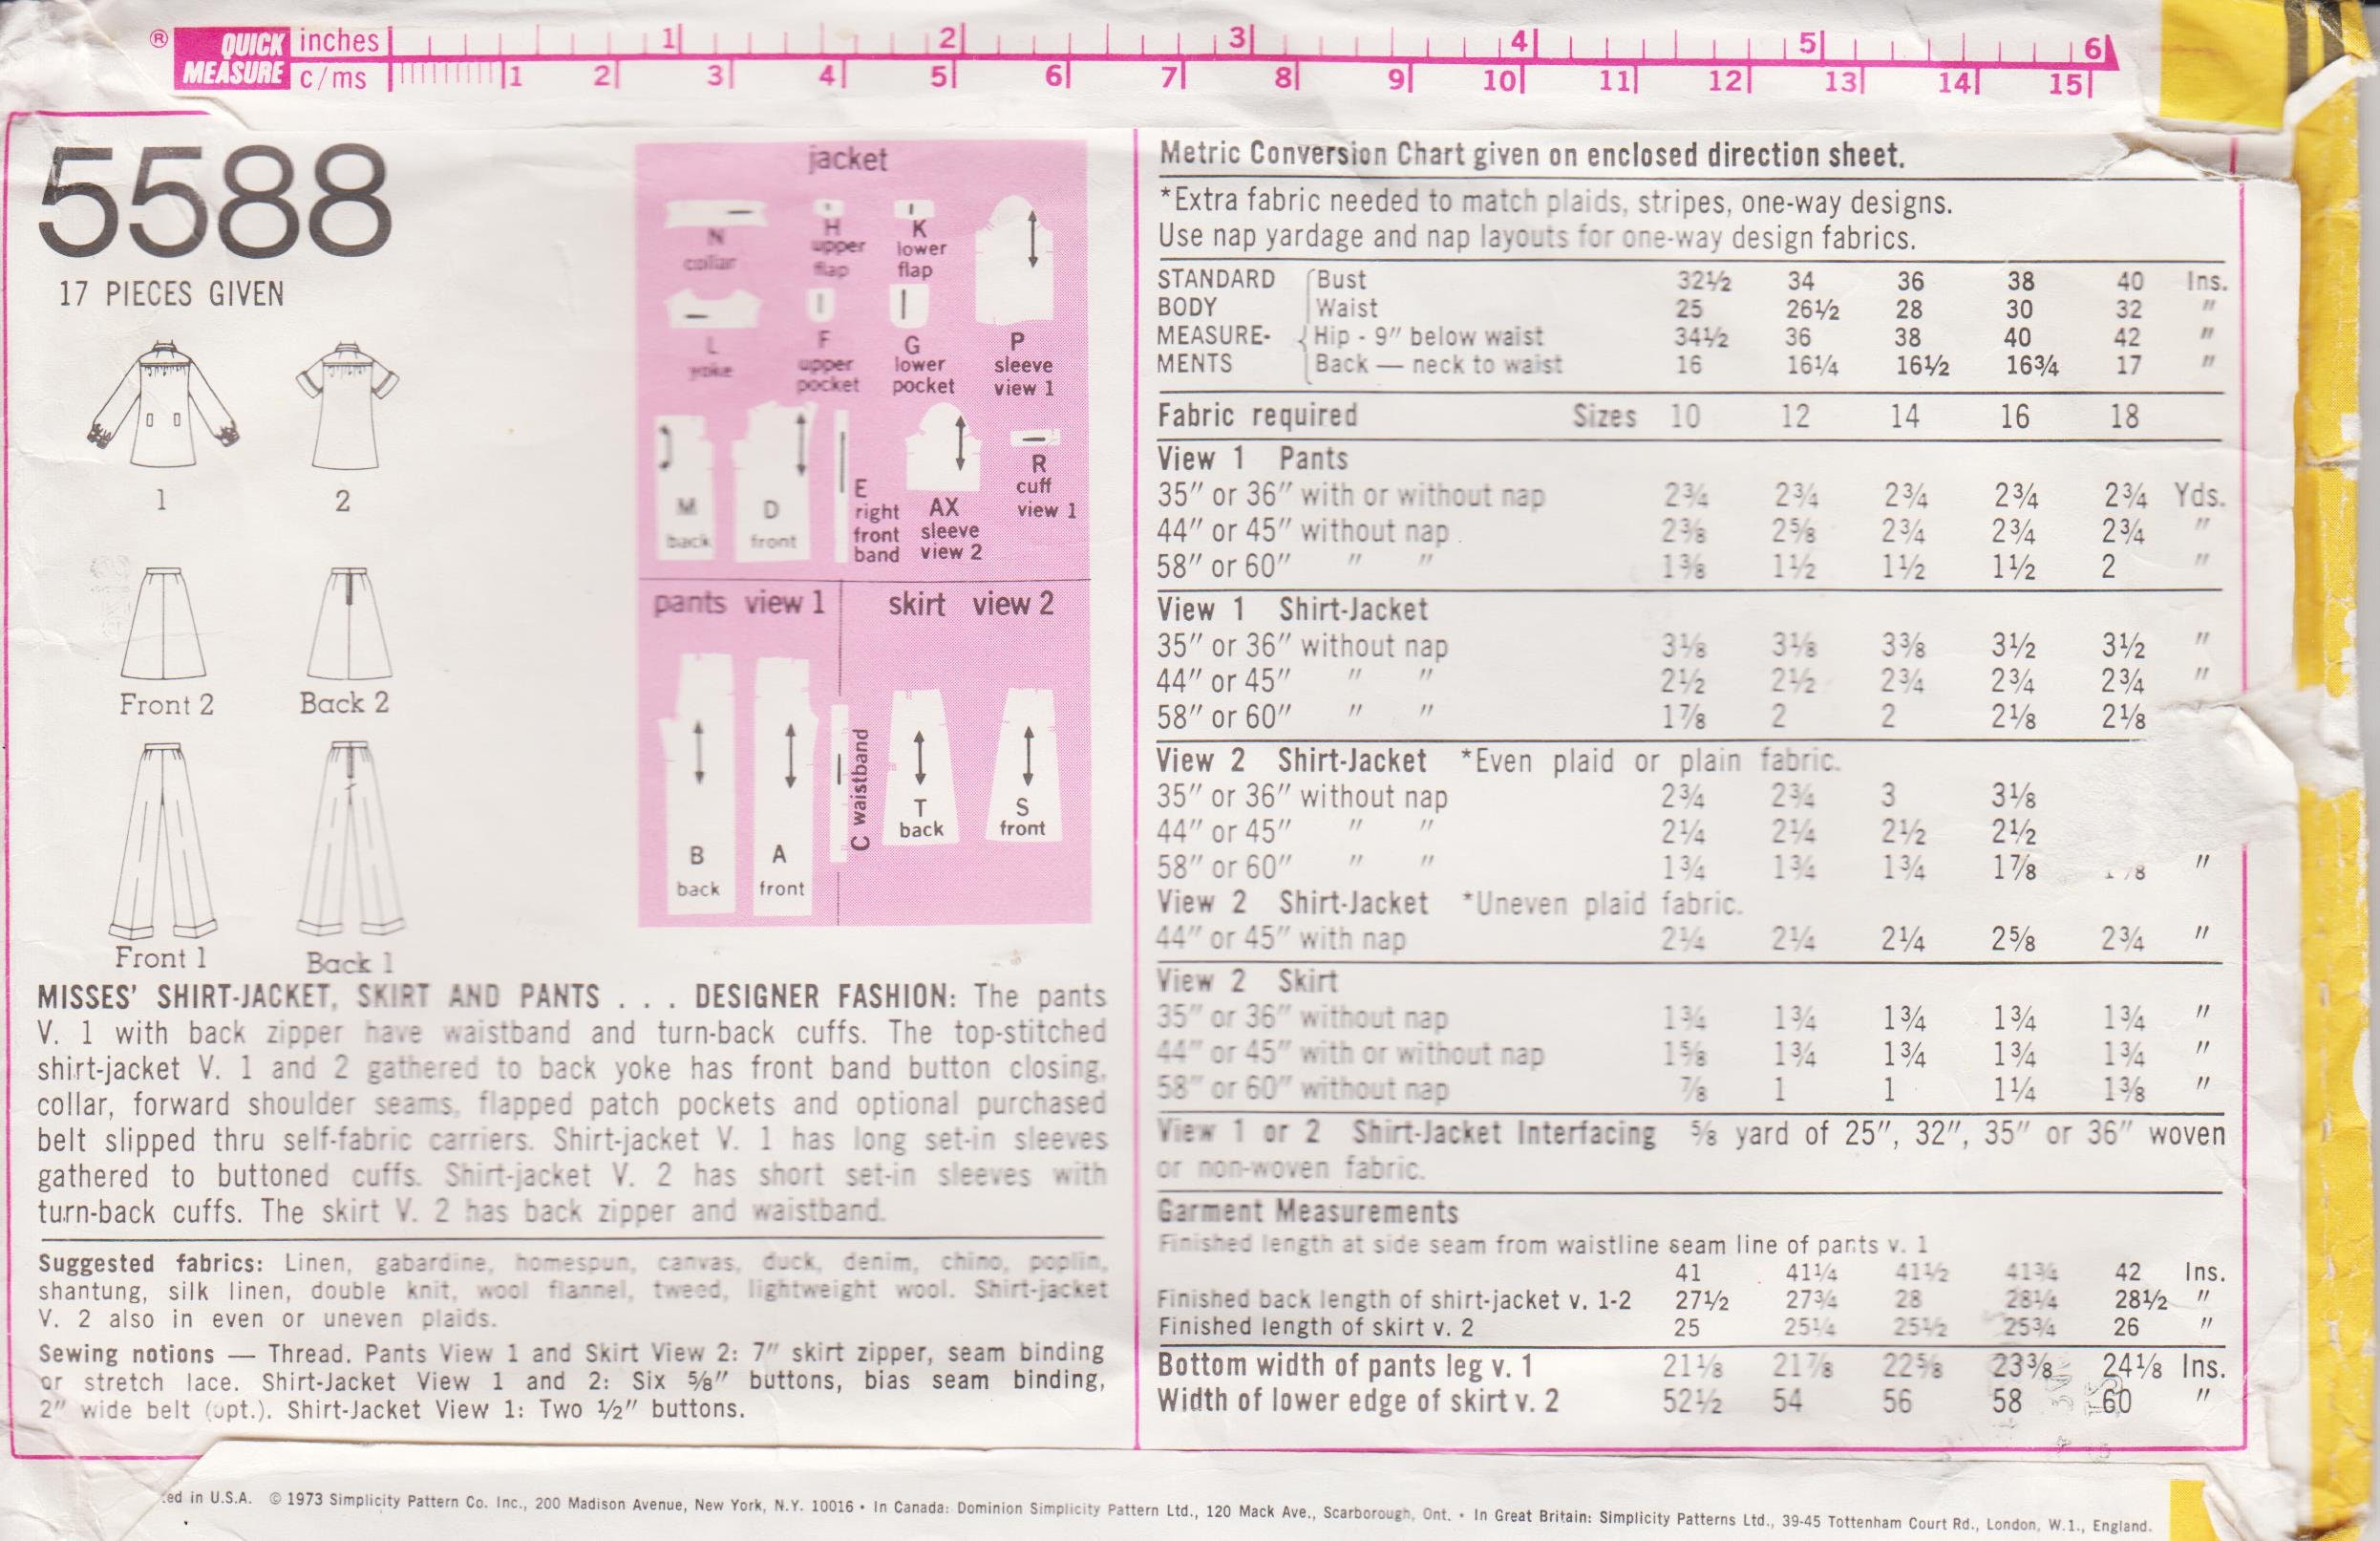 ® QUICK MEASURE inches 1 2 3 4 5 6
c/ms 1 2 3 4 5 6 7 8 9 10 11 12 13 14 15
5588
17 PIECES GIVEN
1 2
Front 2 Back 2
Front 1 Back 1
jacket
N collar
H upper flap
K lower flap
L yoke
F upper pocket
G lower pocket
P sleeve view 1
M back
D front
E right front band
AX sleeve view 2
R cuff view 1
pants view 1
skirt view 2
B back
A front
C waistband
T back
S front
MISSES' SHIRT-JACKET, SKIRT AND PANTS . . . DESIGNER FASHION: The pants
V. 1 with back zipper have waistband and turn-back cuffs. The top-stitched
shirt-jacket V. 1 and 2 gathered to back yoke has front band button closing,
collar, forward shoulder seams, flapped patch pockets and optional purchased
belt slipped thru self-fabric carriers. Shirt-jacket V. 1 has long set-in sleeves
gathered to buttoned cuffs. Shirt-jacket V. 2 has short set-in sleeves with
turn-back cuffs. The skirt V. 2 has back zipper and waistband.
Suggested fabrics: Linen, gabardine, homespun, canvas, duck, denim, chino, poplin,
shantung, silk linen, double knit, wool flannel, tweed, lightweight wool. Shirt-jacket
V. 2 also in even or uneven plaids.
Sewing notions — Thread. Pants View 1 and Skirt View 2: 7" skirt zipper, seam binding
or stretch lace. Shirt-Jacket View 1 and 2: Six 5/8" buttons, bias seam binding,
2" wide belt (opt.). Shirt-Jacket View 1: Two 1/2" buttons.
Metric Conversion Chart given on enclosed direction sheet.
*Extra fabric needed to match plaids, stripes, one-way designs.
Use nap yardage and nap layouts for one-way design fabrics.
STANDARD Bust 32½ 34 36 38 40 Ins.
BODY Waist 25 26½ 28 30 32 "
MEASURE- Hip - 9" below waist 34½ 36 38 40 42 "
MENTS Back — neck to waist 16 16¼ 16½ 16¾ 17 "
Fabric required Sizes 10 12 14 16 18
View 1 Pants
35" or 36" with or without nap 2¾ 2¾ 2¾ 2¾ 2¾ Yds.
44" or 45" without nap 2⅜ 2⅝ 2¾ 2¾ 2¾ "
58" or 60" " " 1⅜ 1½ 1½ 1½ 2 "
View 1 Shirt-Jacket
35" or 36" without nap 3⅛ 3⅛ 3⅜ 3½ 3½ "
44" or 45" " " 2½ 2½ 2¾ 2¾ 2¾ "
58" or 60" " " 1⅞ 2 2 2⅛ 2⅛
View 2 Shirt-Jacket *Even plaid or plain fabric.
35" or 36" without nap 2¾ 2¾ 3 3⅛
44" or 45" " " 2¼ 2¼ 2½ 2½
58" or 60" " " 1¾ 1¾ 1¾ 1⅞ "
View 2 Shirt-Jacket *Uneven plaid fabric.
44" or 45" with nap 2¼ 2¼ 2¼ 2⅝ 2¾ "
View 2 Skirt
35" or 36" without nap 1¾ 1¾ 1¾ 1¾ 1¾ "
44" or 45" with or without nap 1⅝ 1¾ 1¾ 1¾ 1¾ "
58" or 60" without nap ⅞ 1 1 1¼ 1⅜ "
View 1 or 2 Shirt-Jacket Interfacing ⅝ yard of 25", 32", 35" or 36" woven
or non-woven fabric.
Garment Measurements
Finished length at side seam from waistline seam line of pants v. 1
41 41¼ 41½ 41¾ 42 Ins.
Finished back length of shirt-jacket v. 1-2 27½ 27¾ 28 28¼ 28½ "
Finished length of skirt v. 2 25 25¼ 25½ 25¾ 26 "
Bottom width of pants leg v. 1 21⅛ 21⅞ 22⅝ 23⅜ 24⅛ Ins.
Width of lower edge of skirt v. 2 52½ 54 56 58 60 "
ed in U.S.A. © 1973 Simplicity Pattern Co. Inc., 200 Madison Avenue, New York, N.Y. 10016 • In Canada: Dominion Simplicity Pattern Ltd., 120 Mack Ave., Scarborough, Ont. • In Great Britain: Simplicity Patterns Ltd., 39-45 Tottenham Court Rd., London, W.1., England.